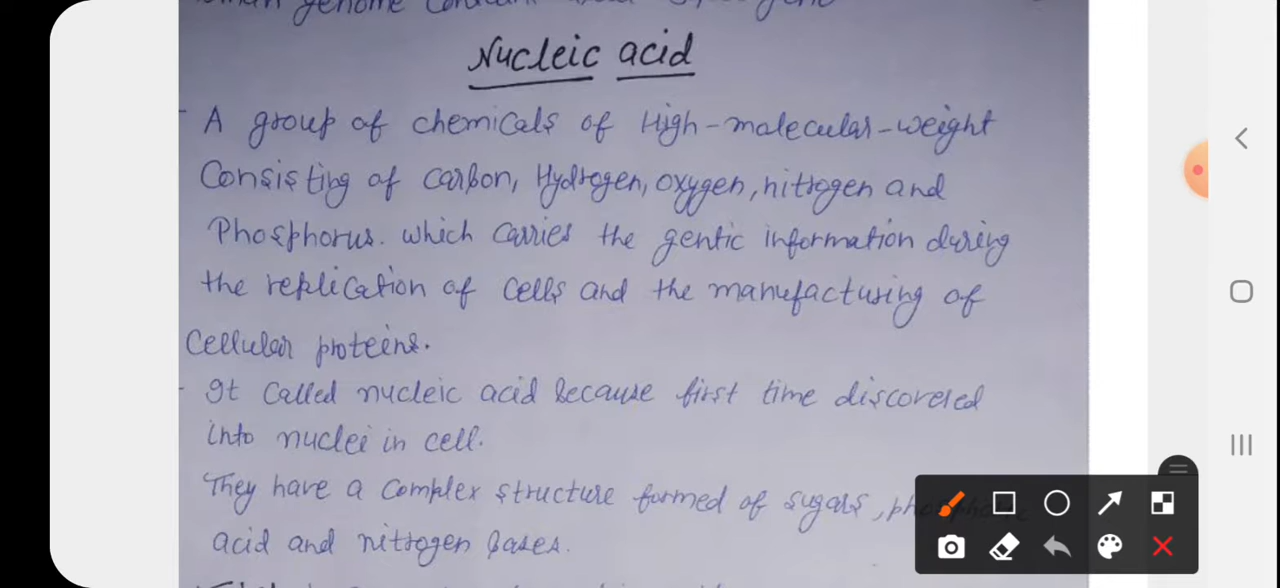 genome
Nucleic acid
- A group of chemicals of High-molecular-weight
Consisting of carbon, Hydrogen, oxygen, nitrogen and
Phosphorus. which carries the gentic information during
the replication of cells and the manufacturing of
Cellular proteins.
- It Called nucleic acid because first time discovered
into nuclei in cell.
They have a complex structure formed of sugars,
acid and nitrogen bases.